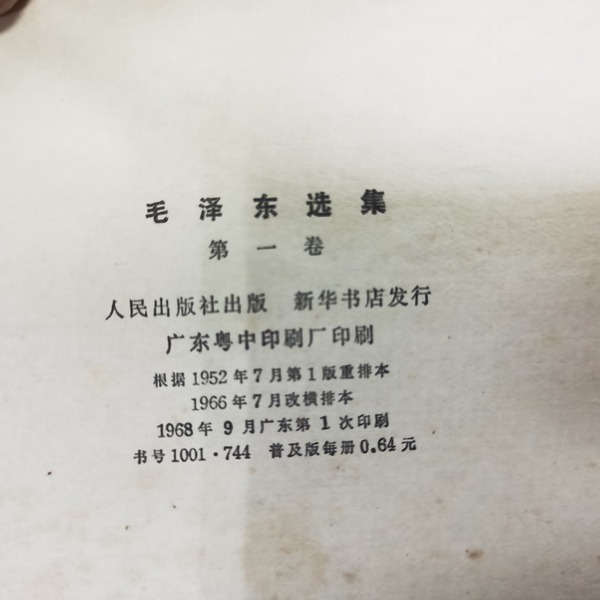 毛泽东选集
第一卷
人民出版社出版 新华书店发行
广东粤中印刷厂印刷
根据1952年7月第1版重排本
1966年7月改横排本
1968年9月广东第1次印刷
书号1001·744 普及版每册0.64元